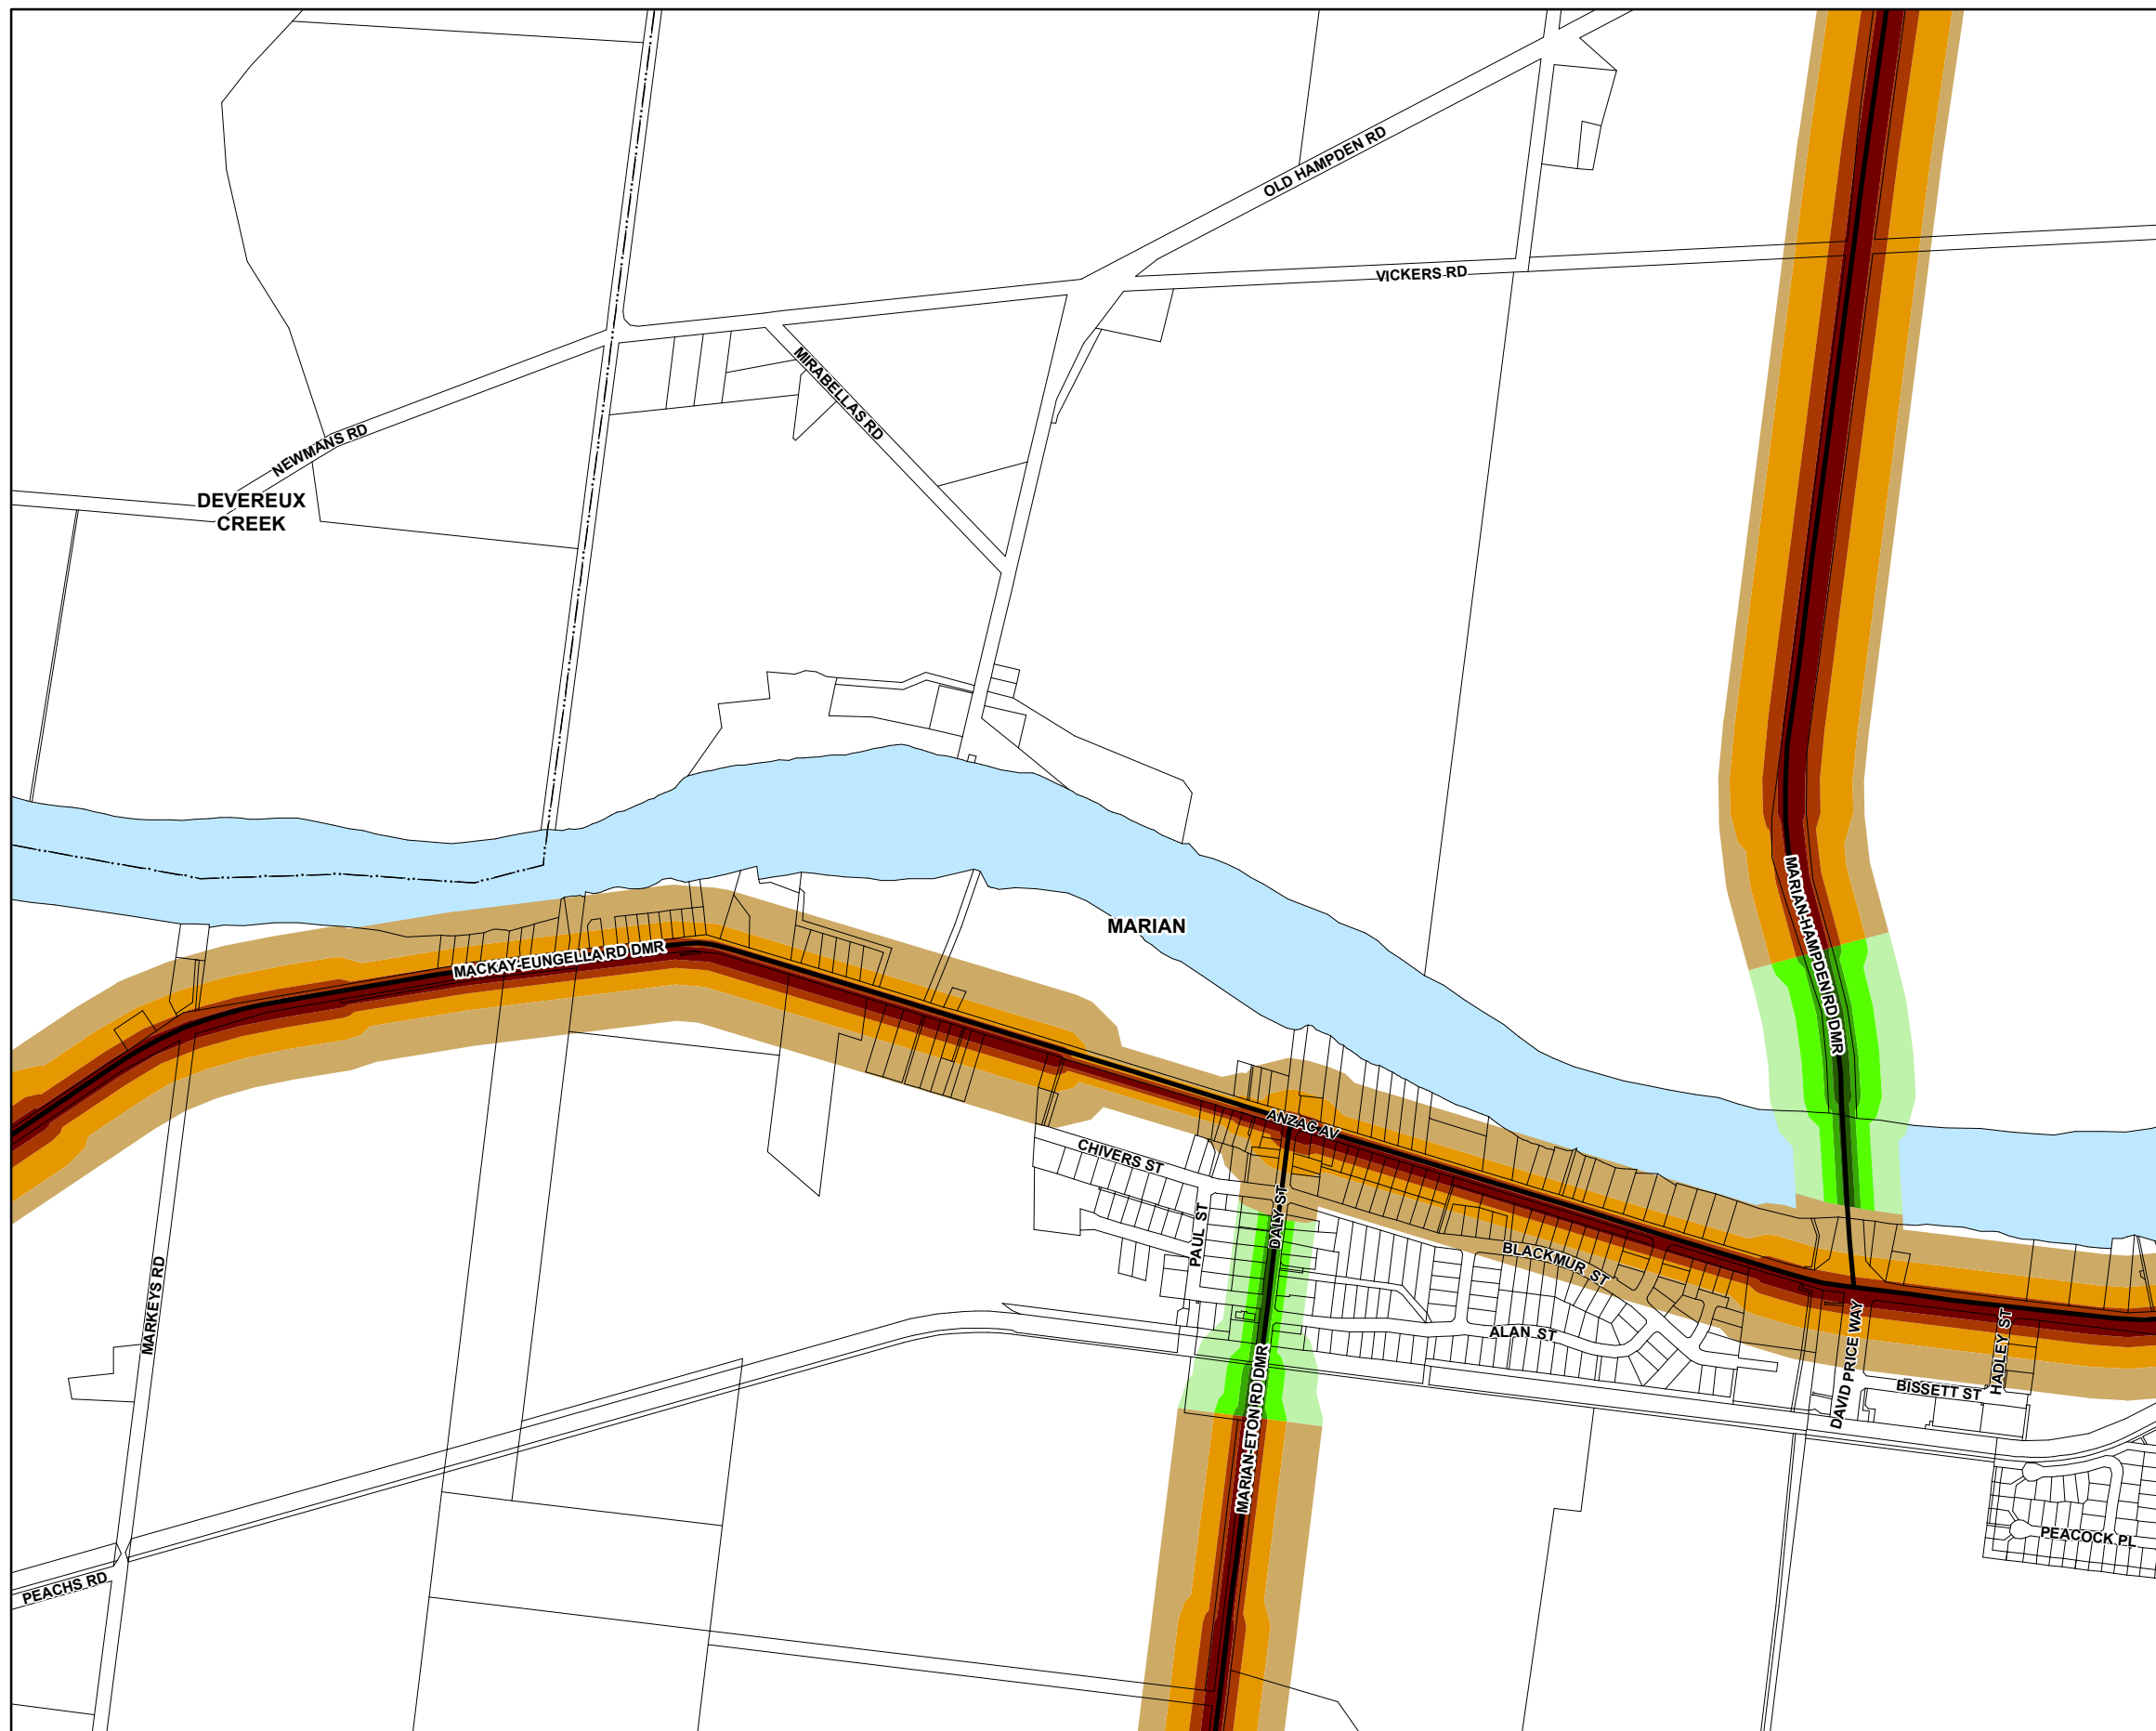 OLD HAMPDEN RD
VICKERS RD
MIRABELLAS RD
NEWMANS RD
DEVEREUX
CREEK
MARIAN-HAMPDEN RD DMR
MARIAN
MACKAY-EUNGELLA RD DMR
ANZAC AV
CHIVERS ST
DALY ST
PAUL ST
BLACKMUR ST
MARKEYS RD
ALAN ST
DAVID PRICE WAY
HADLEY ST
BISSETT ST
MARIAN-ETON RD DMR
PEACOCK PL
PEACHS RD